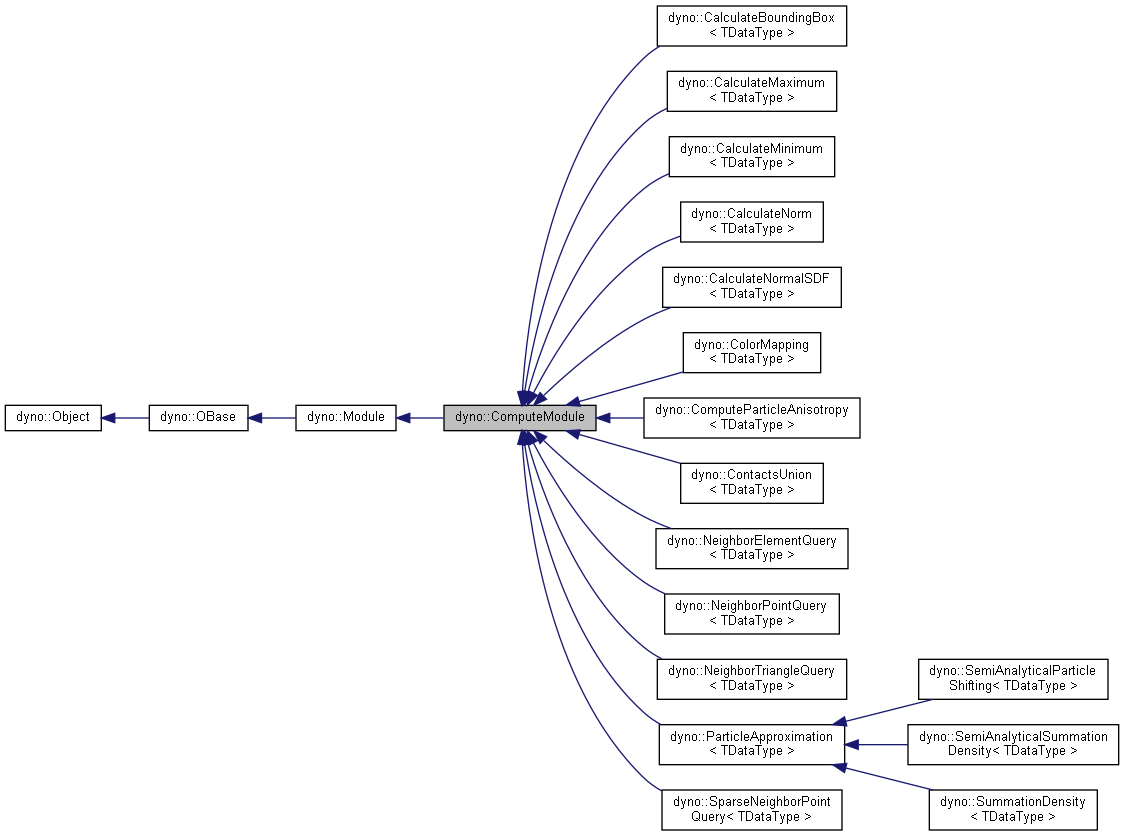 dyno::CalculateBoundingBox
< TDataType >
dyno::CalculateMaximum
< TDataType >
dyno::CalculateMinimum
< TDataType >
dyno::CalculateNorm
< TDataType >
dyno::CalculateNormalSDF
< TDataType >
dyno::ColorMapping
< TDataType >
dyno::Object
dyno::OBase
dyno::Module
dyno::ComputeModule
dyno::ComputeParticleAnisotropy
< TDataType >
dyno::ContactsUnion
< TDataType >
dyno::NeighborElementQuery
< TDataType >
dyno::NeighborPointQuery
< TDataType >
dyno::NeighborTriangleQuery
< TDataType >
dyno::SemiAnalyticalParticle
Shifting< TDataType >
dyno::ParticleApproximation
< TDataType >
dyno::SemiAnalyticalSummation
Density< TDataType >
dyno::SparseNeighborPoint
Query< TDataType >
dyno::SummationDensity
< TDataType >